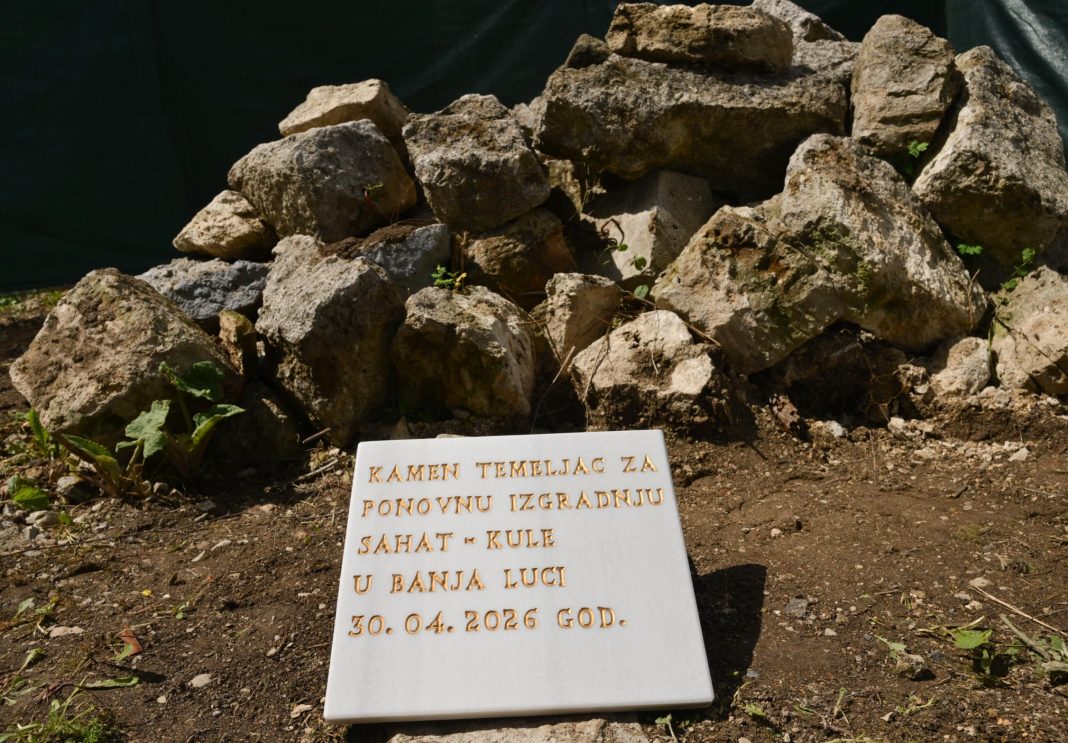 KAMEN TEMELJAC ZA
PONOVNU IZGRADNJU
SAHAT - KULE
U BANJA LUCI
30. 04. 2026 GOD.